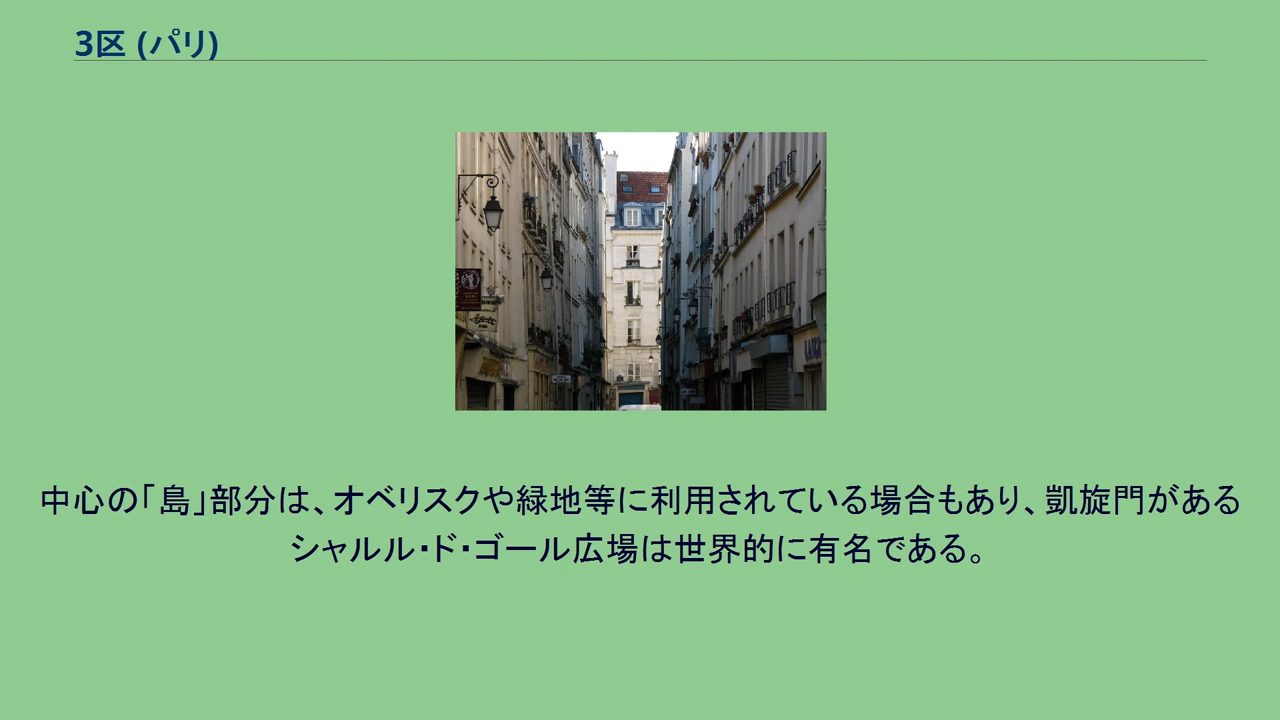 3区 (パリ)
中心の「島」部分は、オベリスクや緑地等に利用されている場合もあり、凱旋門がある
シャルル・ド・ゴール広場は世界的に有名である。